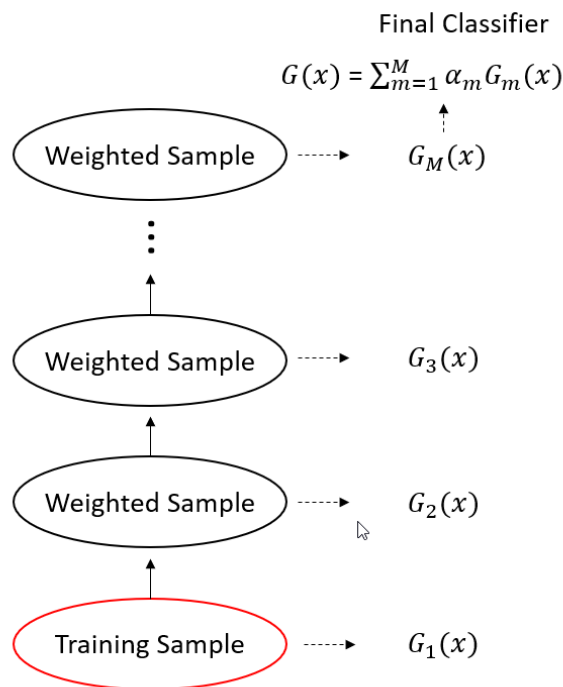 Final Classifier
G(x) = ∑_{m=1}^{M} α_m G_m(x)
Weighted Sample
G_M(x)
Weighted Sample
G_3(x)
Weighted Sample
G_2(x)
Training Sample
G_1(x)